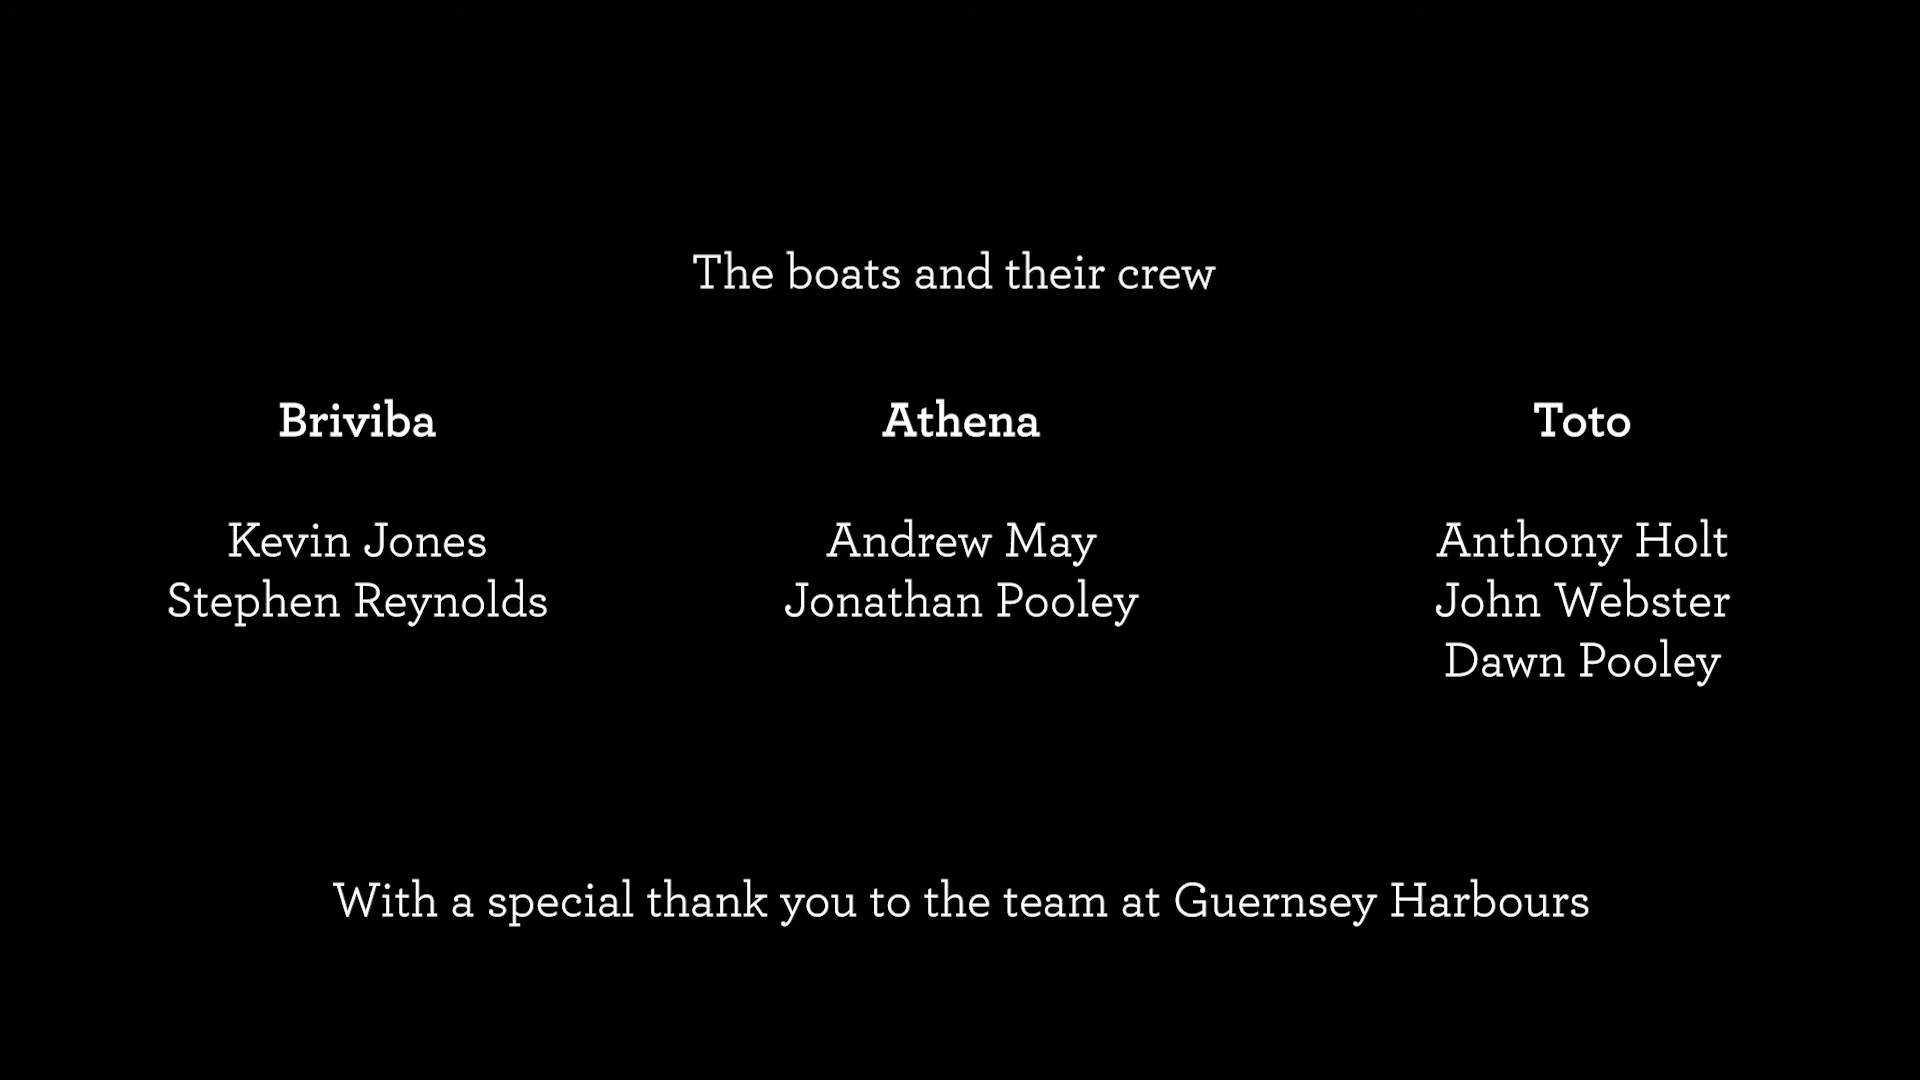 The boats and their crew
Briviba
Kevin Jones
Stephen Reynolds
Athena
Andrew May
Jonathan Pooley
Toto
Anthony Holt
John Webster
Dawn Pooley
With a special thank you to the team at Guernsey Harbours